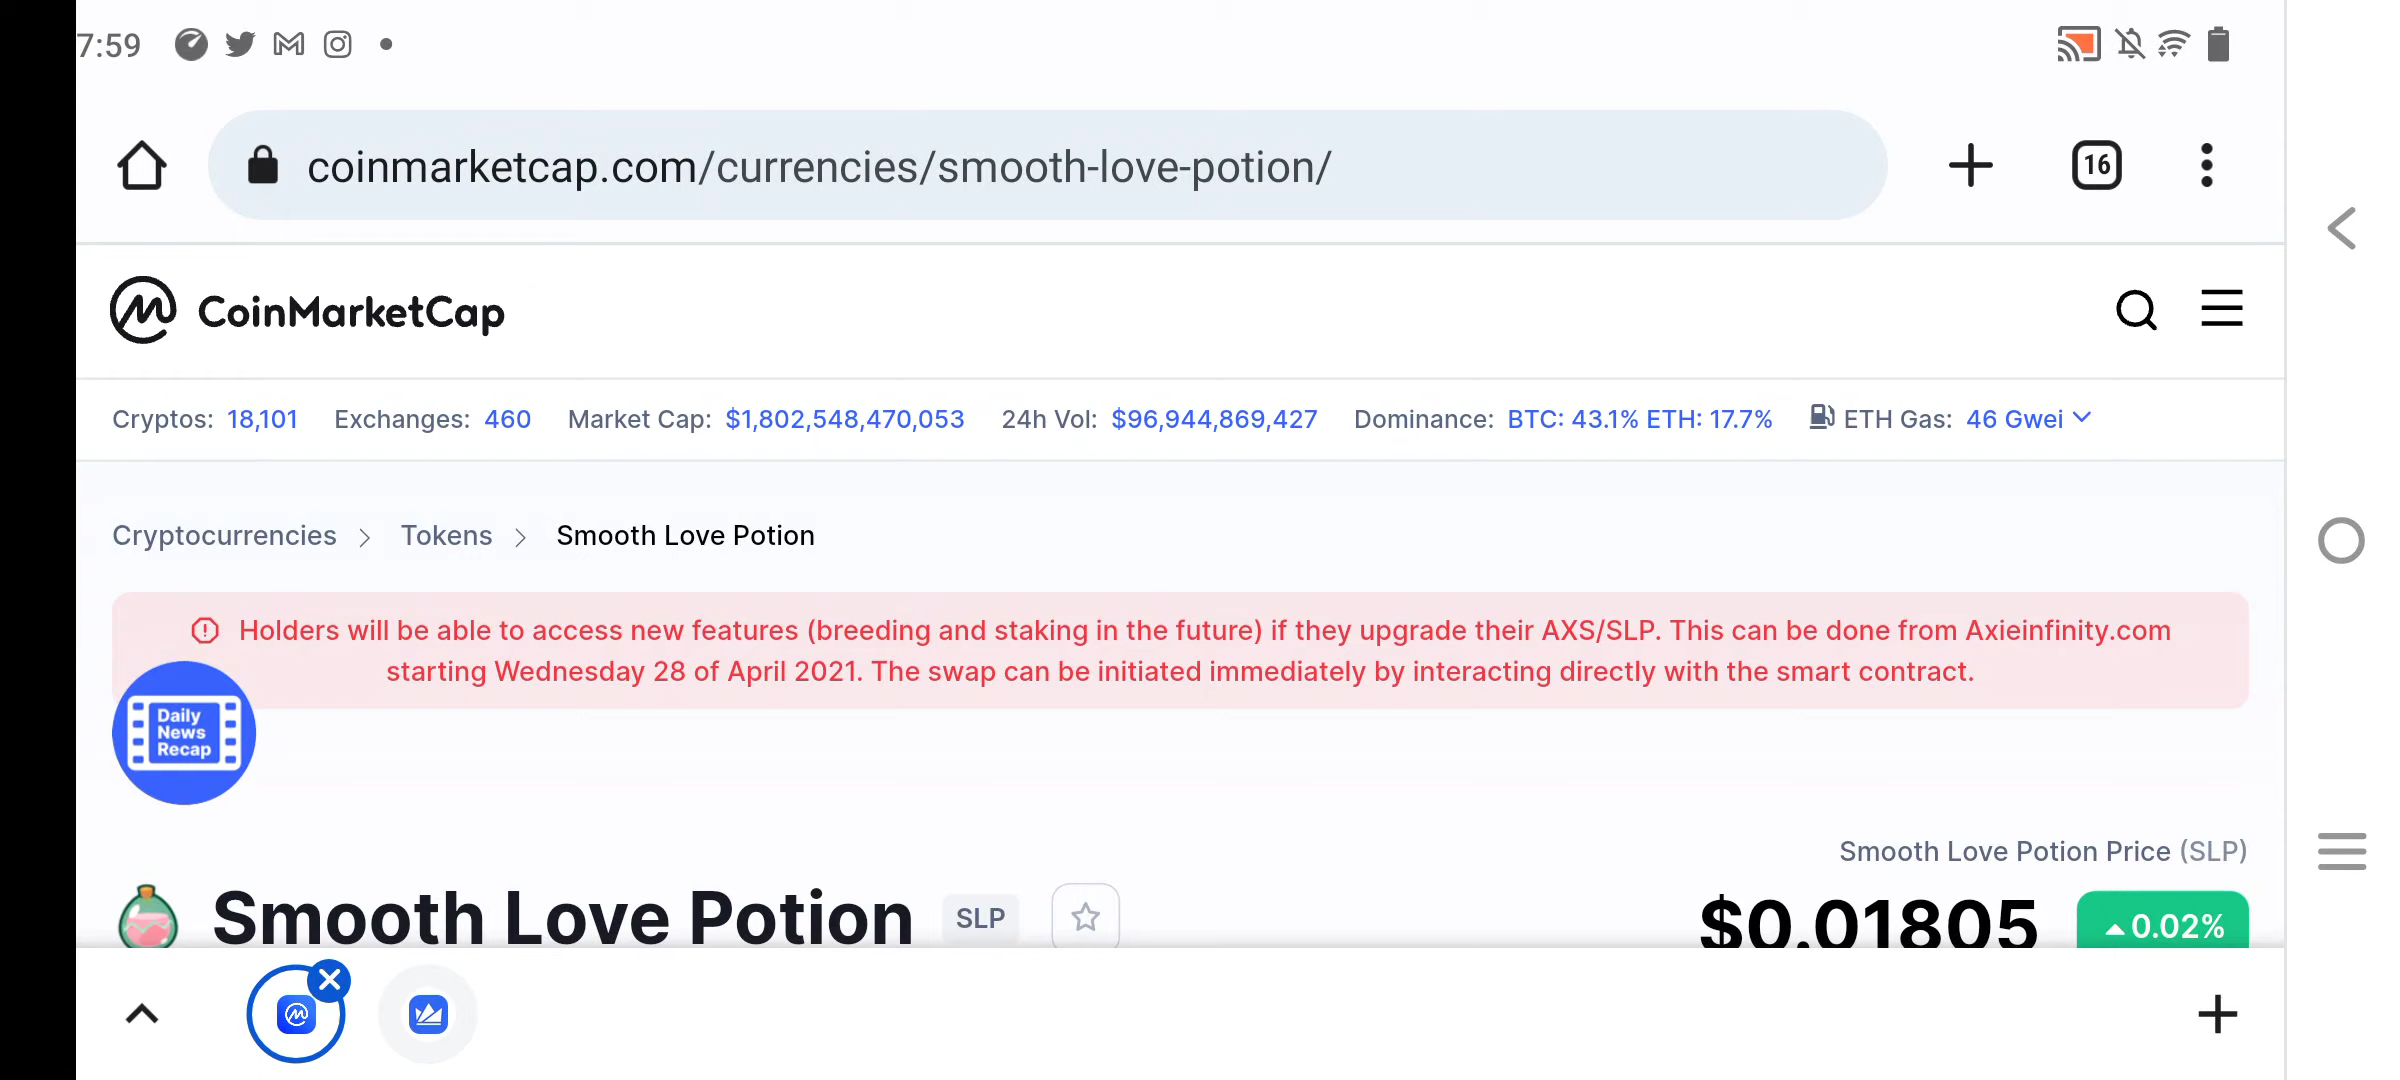 7:59
coinmarketcap.com/currencies/smooth-love-potion/
16
CoinMarketCap
Cryptos: 18,101 Exchanges: 460 Market Cap: $1,802,548,470,053 24h Vol: $96,944,869,427 Dominance: BTC: 43.1% ETH: 17.7% ETH Gas: 46 Gwei
Cryptocurrencies > Tokens > Smooth Love Potion
Holders will be able to access new features (breeding and staking in the future) if they upgrade their AXS/SLP. This can be done from Axieinfinity.com
starting Wednesday 28 of April 2021. The swap can be initiated immediately by interacting directly with the smart contract.
Daily
News
Recap
Smooth Love Potion Price (SLP)
Smooth Love Potion SLP
$0.01805 0.02%